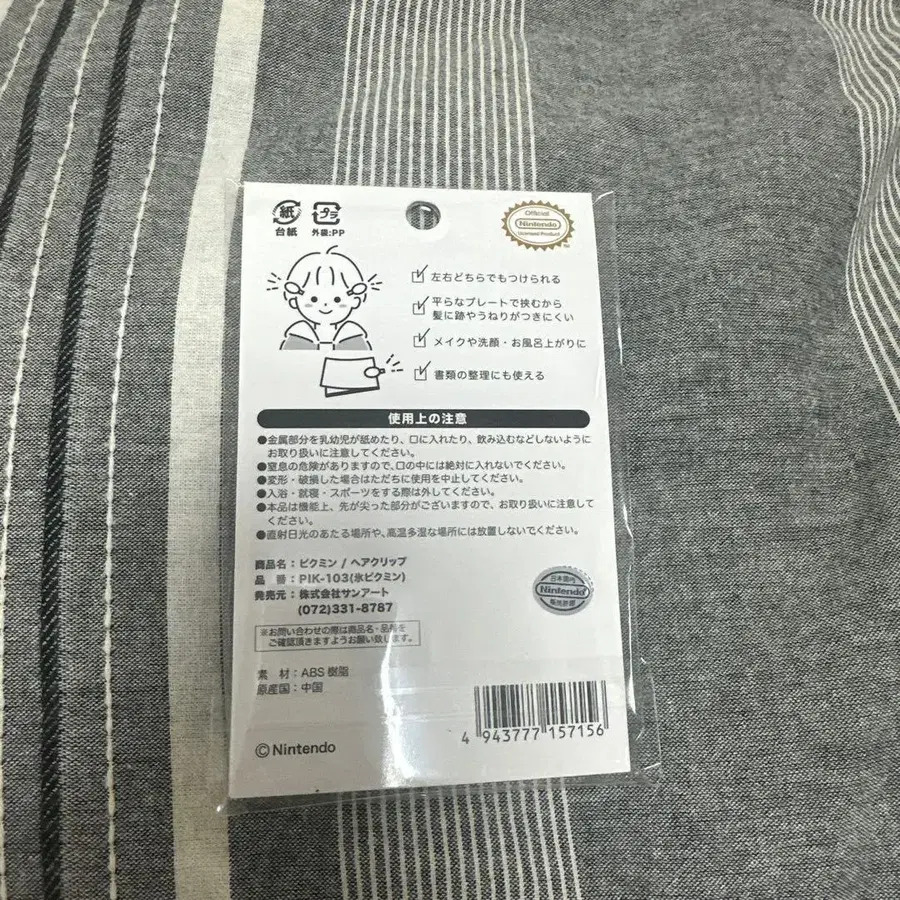 紙
台紙
プラ
外袋:PP
Official
Nintendo
Licensed Product
左右どちらでもつけられる
平らなプレートで挟むから
髪に跡やうねりがつきにくい
メイクや洗顔・お風呂上がりに
書類の整理にも使える
使用上の注意
●金属部分を乳幼児が舐めたり、口に入れたり、飲み込むなどしないように
お取り扱いに注意してください。
●窒息の危険がありますので、口の中には絶対に入れないでください。
●変形・破損した場合はただちに使用を中止してください。
●入浴・就寝・スポーツをする際は外してください。
●本品は機能上、先が尖った部分がございますので、お取り扱いに注意して
ください。
●直射日光のあたる場所や、高温多湿な場所には放置しないでください。
商品名：ピクミン / ヘアクリップ
品 番：PIK-103(氷ピクミン)
発売元：株式会社サンアート
(072)331-8787
※お問い合わせの際は商品名・品番を
ご確認頂きますようお願い致します。
日本国内
Nintendo
販売許諾
素 材：ABS樹脂
原産国：中国
4 943777 157156
©Nintendo